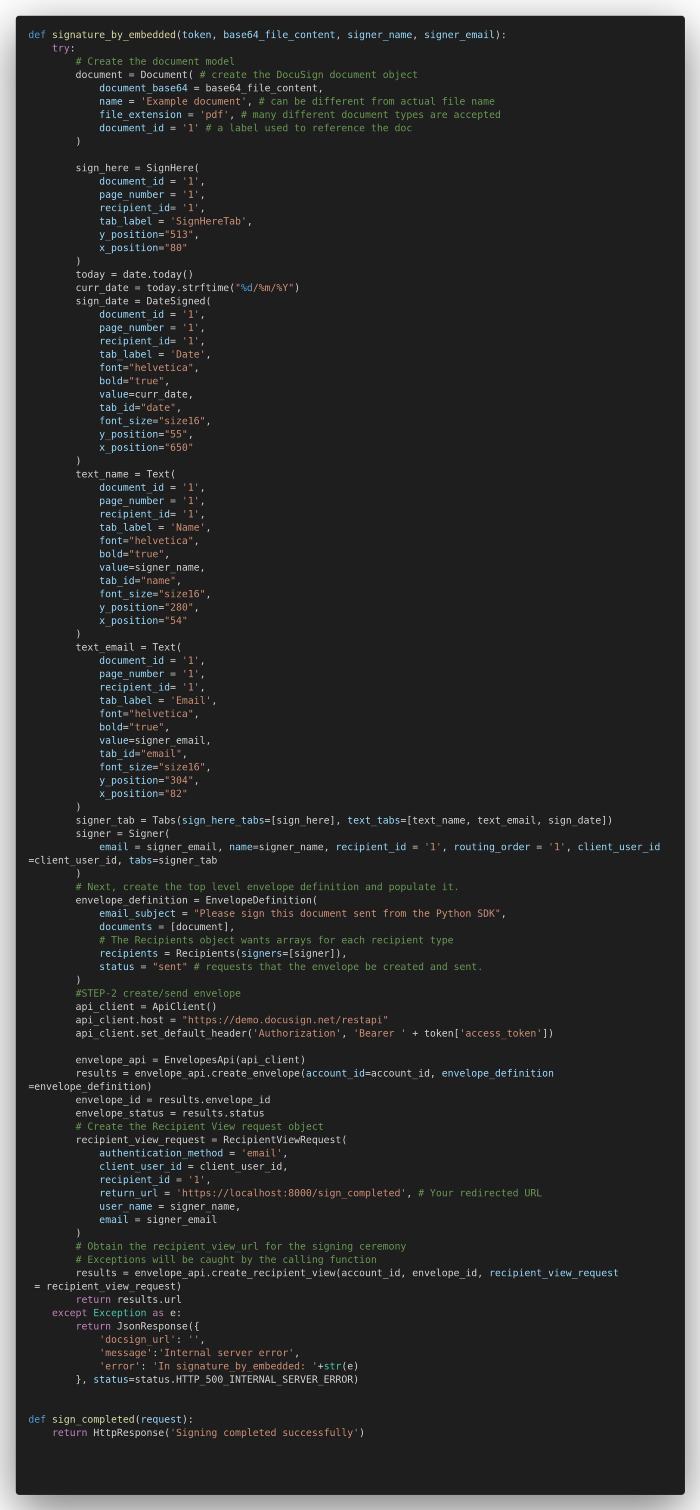 def signature_by_embedded(token, base64_file_content, signer_name, signer_email):
    try:
        # Create the document model
        document = Document( # create the DocuSign document object
            document_base64 = base64_file_content,
            name = 'Example document', # can be different from actual file name
            file_extension = 'pdf', # many different document types are accepted
            document_id = '1' # a label used to reference the doc
        )

        sign_here = SignHere(
            document_id = '1',
            page_number = '1',
            recipient_id= '1',
            tab_label = 'SignHereTab',
            y_position="513",
            x_position="80"
        )
        today = date.today()
        curr_date = today.strftime("%d/%m/%Y")
        sign_date = DateSigned(
            document_id = '1',
            page_number = '1',
            recipient_id= '1',
            tab_label = 'Date',
            font="helvetica",
            bold="true",
            value=curr_date,
            tab_id="date",
            font_size="size16",
            y_position="55",
            x_position="650"
        )
        text_name = Text(
            document_id = '1',
            page_number = '1',
            recipient_id= '1',
            tab_label = 'Name',
            font="helvetica",
            bold="true",
            value=signer_name,
            tab_id="name",
            font_size="size16",
            y_position="280",
            x_position="54"
        )
        text_email = Text(
            document_id = '1',
            page_number = '1',
            recipient_id= '1',
            tab_label = 'Email',
            font="helvetica",
            bold="true",
            value=signer_email,
            tab_id="email",
            font_size="size16",
            y_position="304",
            x_position="82"
        )
        signer_tab = Tabs(sign_here_tabs=[sign_here], text_tabs=[text_name, text_email, sign_date])
        signer = Signer(
            email = signer_email, name=signer_name, recipient_id = '1', routing_order = '1', client_user_id
=client_user_id, tabs=signer_tab
        )
        # Next, create the top level envelope definition and populate it.
        envelope_definition = EnvelopeDefinition(
            email_subject = "Please sign this document sent from the Python SDK",
            documents = [document],
            # The Recipients object wants arrays for each recipient type
            recipients = Recipients(signers=[signer]),
            status = "sent" # requests that the envelope be created and sent.
        )
        #STEP-2 create/send envelope
        api_client = ApiClient()
        api_client.host = "https://demo.docusign.net/restapi"
        api_client.set_default_header('Authorization', 'Bearer ' + token['access_token'])

        envelope_api = EnvelopesApi(api_client)
        results = envelope_api.create_envelope(account_id=account_id, envelope_definition
=envelope_definition)
        envelope_id = results.envelope_id
        envelope_status = results.status
        # Create the Recipient View request object
        recipient_view_request = RecipientViewRequest(
            authentication_method = 'email',
            client_user_id = client_user_id,
            recipient_id = '1',
            return_url = 'https://localhost:8000/sign_completed', # Your redirected URL
            user_name = signer_name,
            email = signer_email
        )
        # Obtain the recipient_view_url for the signing ceremony
        # Exceptions will be caught by the calling function
        results = envelope_api.create_recipient_view(account_id, envelope_id, recipient_view_request
 = recipient_view_request)
        return results.url
    except Exception as e:
        return JsonResponse({
            'docsign_url': '',
            'message':'Internal server error',
            'error': 'In signature_by_embedded: '+str(e)
        }, status=status.HTTP_500_INTERNAL_SERVER_ERROR)


def sign_completed(request):
    return HttpResponse('Signing completed successfully')